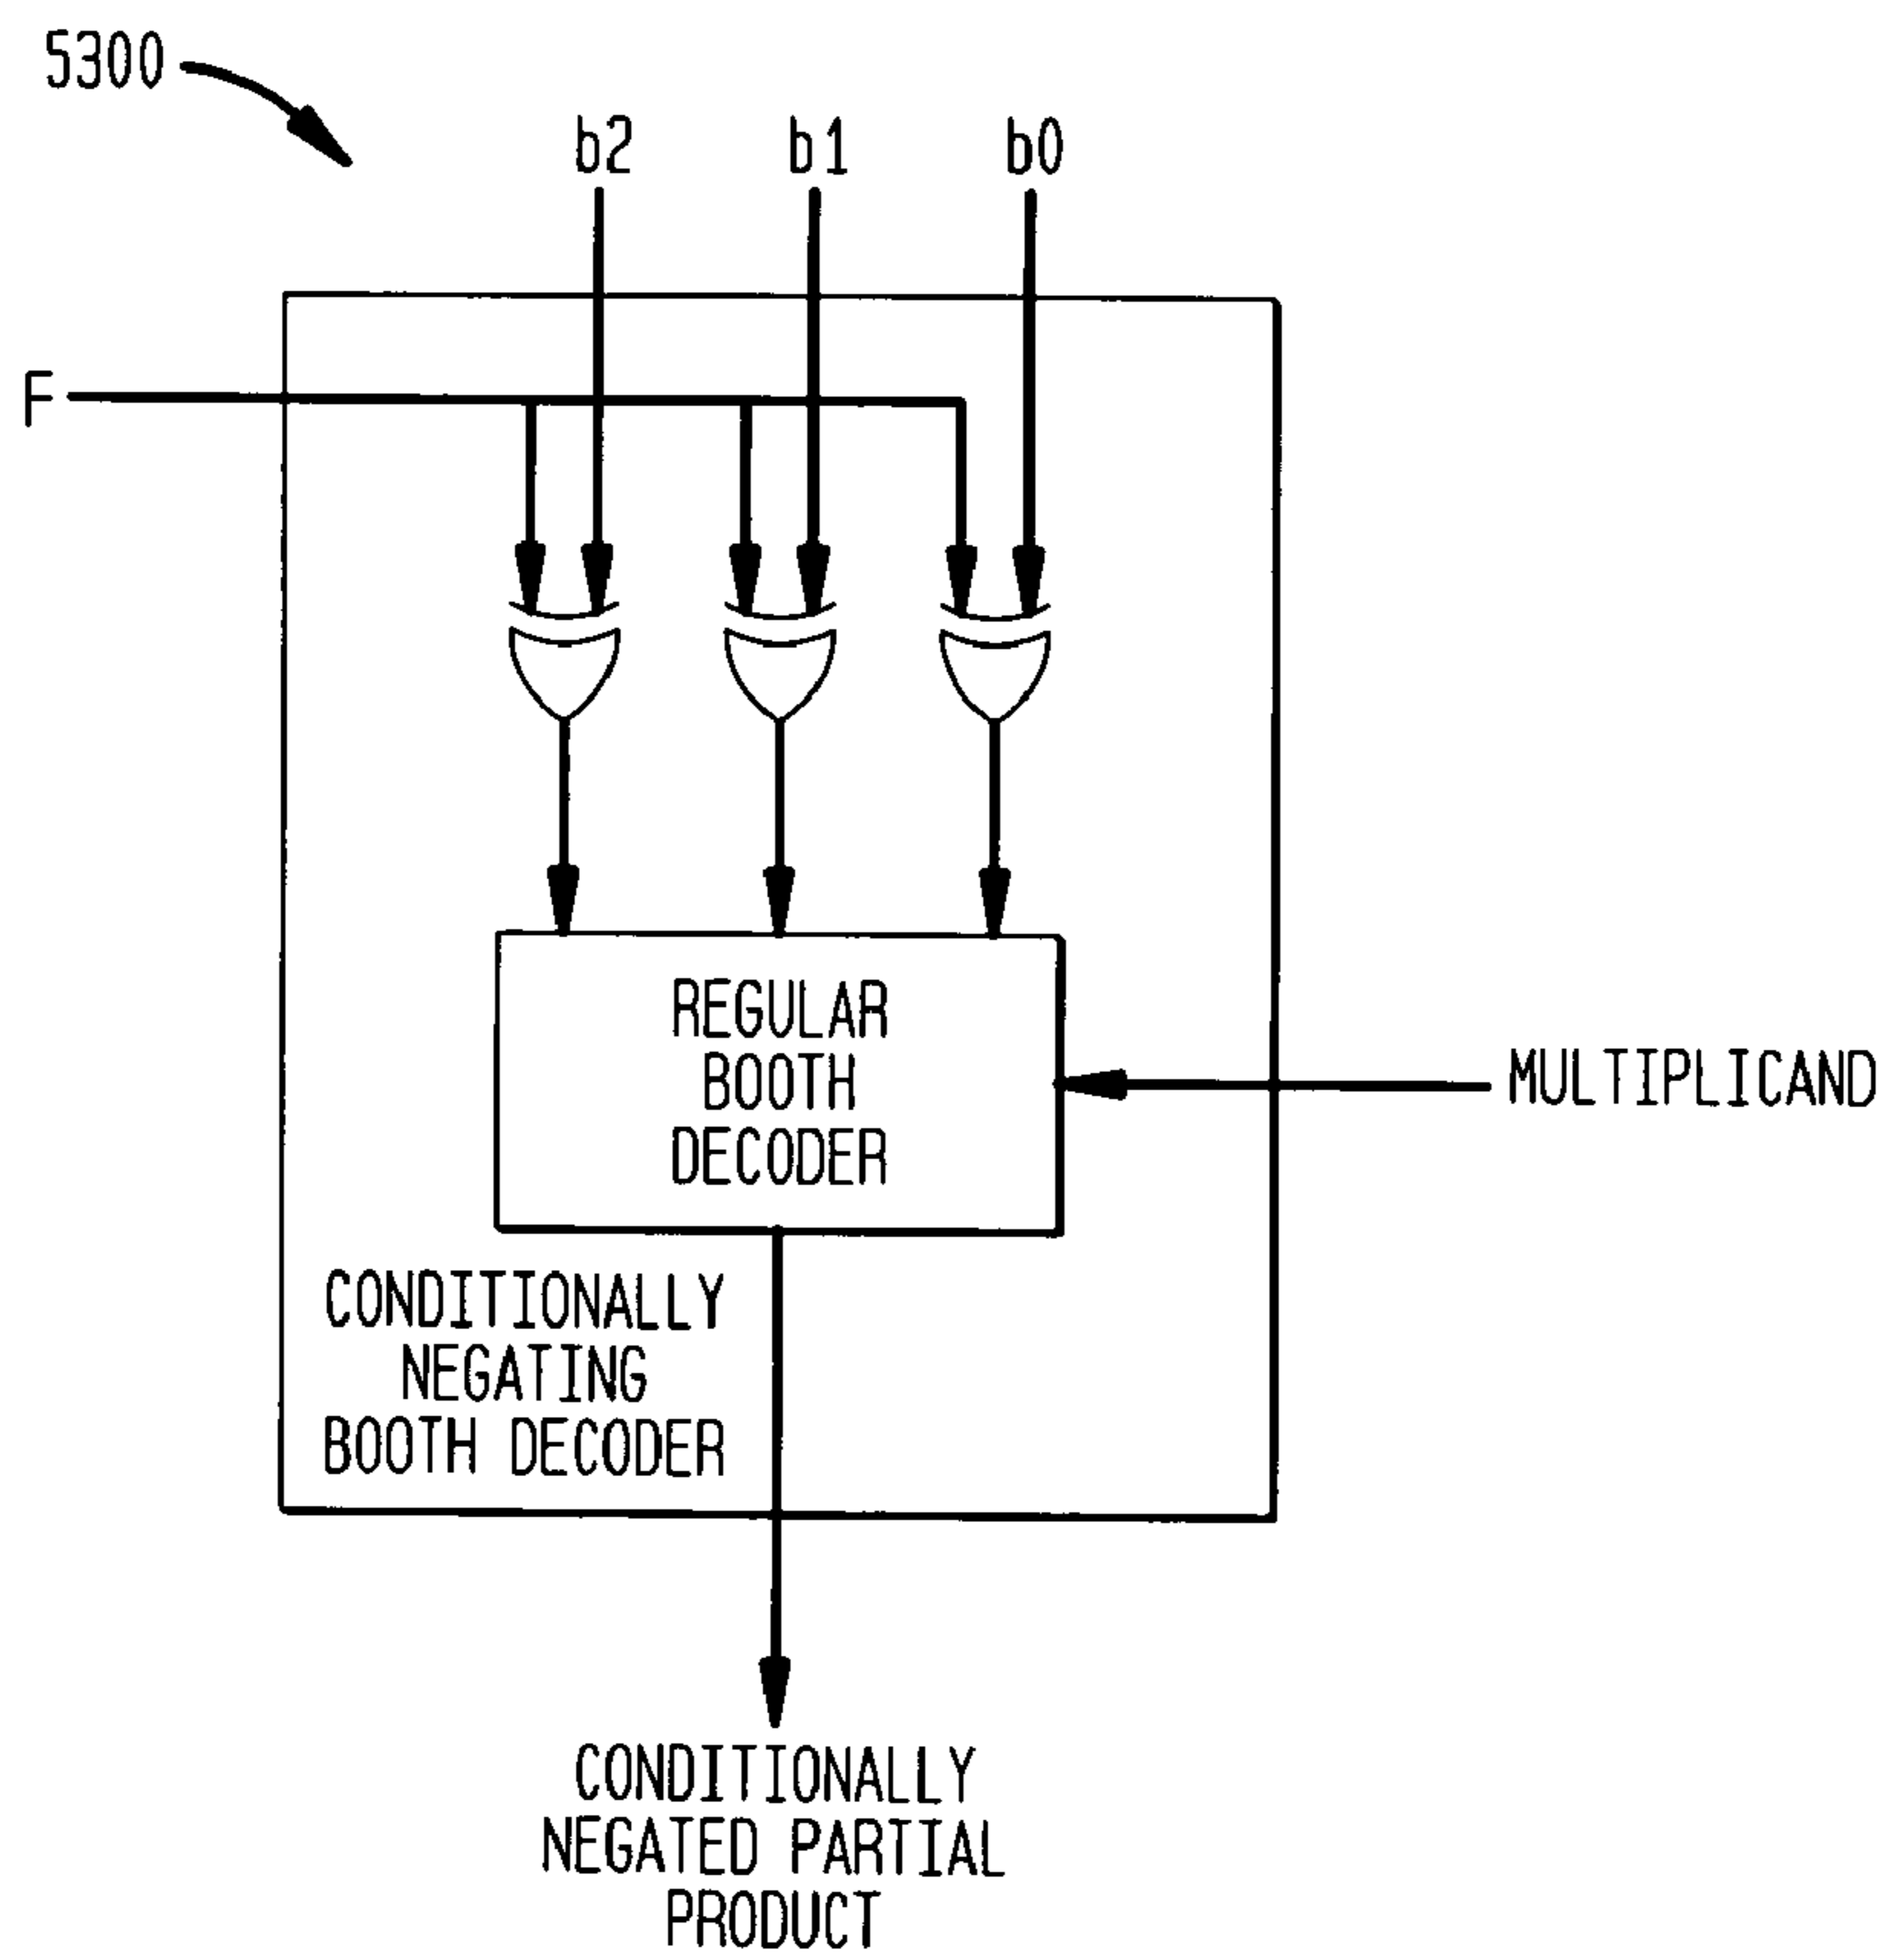 5300
b2 b1 b0
F
REGULAR
BOOTH
DECODER
MULTIPLICAND
CONDITIONALLY
NEGATING
BOOTH DECODER
CONDITIONALLY
NEGATED PARTIAL
PRODUCT